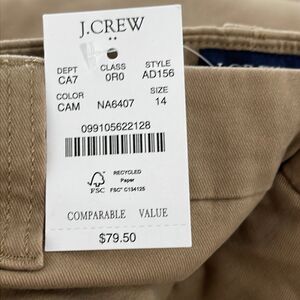 J.CREW
DEPT CLASS STYLE
CA7 0R0 AD156
COLOR SIZE
CAM NA6407 14
099105622128
RECYCLED
Paper
FSC FSC® C134125
COMPARABLE VALUE
$79.50